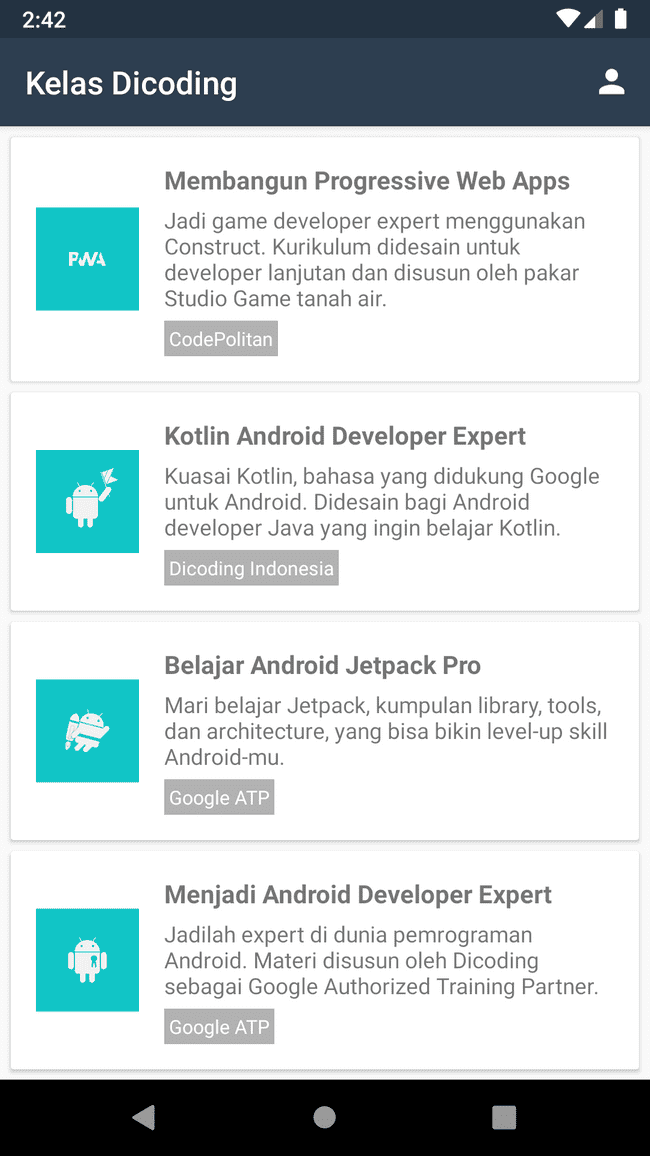 2:42
Kelas Dicoding
Membangun Progressive Web Apps
PWA
Jadi game developer expert menggunakan
Construct. Kurikulum didesain untuk
developer lanjutan dan disusun oleh pakar
Studio Game tanah air.
CodePolitan
Kotlin Android Developer Expert
Kuasai Kotlin, bahasa yang didukung Google
untuk Android. Didesain bagi Android
developer Java yang ingin belajar Kotlin.
Dicoding Indonesia
Belajar Android Jetpack Pro
Mari belajar Jetpack, kumpulan library, tools,
dan architecture, yang bisa bikin level-up skill
Android-mu.
Google ATP
Menjadi Android Developer Expert
Jadilah expert di dunia pemrograman
Android. Materi disusun oleh Dicoding
sebagai Google Authorized Training Partner.
Google ATP